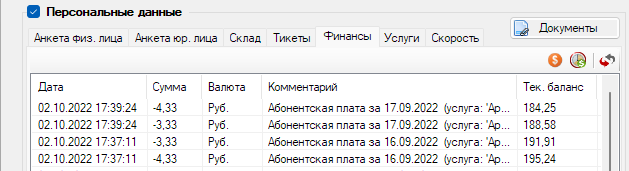 Персональные данные
Документы
Анкета физ. лица Анкета юр. лица Склад Тикеты Финансы Услуги Скорость
Дата Сумма Валюта Комментарий Тек. баланс
02.10.2022 17:39:24 -4,33 Руб. Абонентская плата за 17.09.2022 (услуга: 'Ар... 184,25
02.10.2022 17:39:24 -3,33 Руб. Абонентская плата за 17.09.2022 (услуга: 'Ар... 188,58
02.10.2022 17:37:11 -3,33 Руб. Абонентская плата за 16.09.2022 (услуга: 'Ар... 191,91
02.10.2022 17:37:11 -4,33 Руб. Абонентская плата за 16.09.2022 (услуга: 'Ар... 195,24